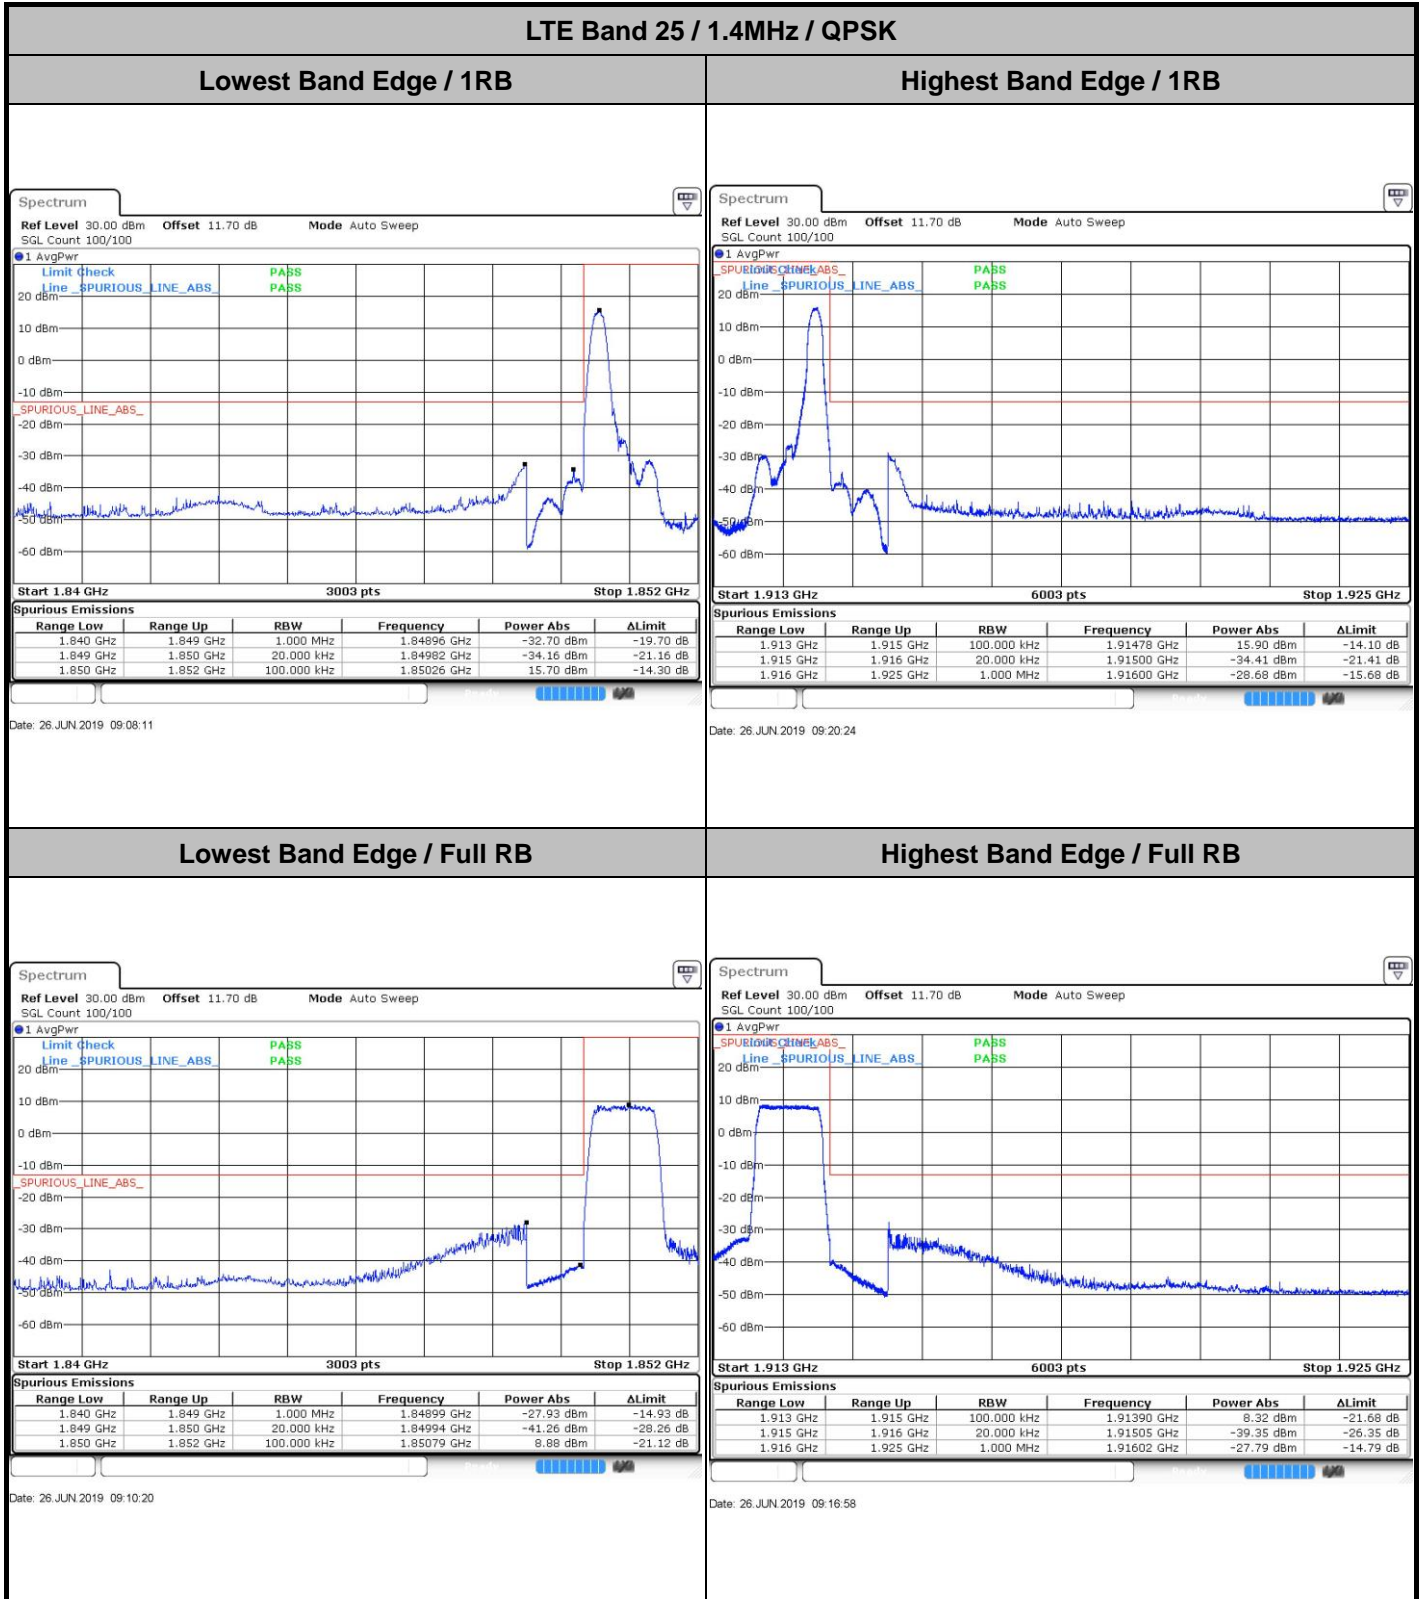 LTE Band 25 / 1.4MHz / QPSK
Lowest Band Edge / 1RB
Highest Band Edge / 1RB
Spectrum
Ref Level 30.00 dBm Offset 11.70 dB Mode Auto Sweep
SGL Count 100/100
1 AvgPwr
Limit Check PASS
Line _SPURIOUS_LINE_ABS_ PASS
20 dBm
10 dBm
0 dBm
-10 dBm
_SPURIOUS_LINE_ABS_
-20 dBm
-30 dBm
-40 dBm
-50 dBm
-60 dBm
Start 1.84 GHz 3003 pts Stop 1.852 GHz
Spurious Emissions
Range Low Range Up RBW Frequency Power Abs ΔLimit
1.840 GHz 1.849 GHz 1.000 MHz 1.84896 GHz -32.70 dBm -19.70 dB
1.849 GHz 1.850 GHz 20.000 kHz 1.84982 GHz -34.16 dBm -21.16 dB
1.850 GHz 1.852 GHz 100.000 kHz 1.85026 GHz 15.70 dBm -14.30 dB
Date: 26.JUN.2019 09:08:11
Spectrum
Ref Level 30.00 dBm Offset 11.70 dB Mode Auto Sweep
SGL Count 100/100
1 AvgPwr
_SPURIOUS_LINE_ABS_
Limit Check PASS
Line _SPURIOUS_LINE_ABS_ PASS
20 dBm
10 dBm
0 dBm
-10 dBm
-20 dBm
-30 dBm
-40 dBm
-50 dBm
-60 dBm
Start 1.913 GHz 6003 pts Stop 1.925 GHz
Spurious Emissions
Range Low Range Up RBW Frequency Power Abs ΔLimit
1.913 GHz 1.915 GHz 100.000 kHz 1.91478 GHz 15.90 dBm -14.10 dB
1.915 GHz 1.916 GHz 20.000 kHz 1.91500 GHz -34.41 dBm -21.41 dB
1.916 GHz 1.925 GHz 1.000 MHz 1.91600 GHz -28.68 dBm -15.68 dB
Date: 26.JUN.2019 09:20:24
Lowest Band Edge / Full RB
Highest Band Edge / Full RB
Spectrum
Ref Level 30.00 dBm Offset 11.70 dB Mode Auto Sweep
SGL Count 100/100
1 AvgPwr
Limit Check PASS
Line _SPURIOUS_LINE_ABS_ PASS
20 dBm
10 dBm
0 dBm
-10 dBm
_SPURIOUS_LINE_ABS_
-20 dBm
-30 dBm
-40 dBm
-50 dBm
-60 dBm
Start 1.84 GHz 3003 pts Stop 1.852 GHz
Spurious Emissions
Range Low Range Up RBW Frequency Power Abs ΔLimit
1.840 GHz 1.849 GHz 1.000 MHz 1.84899 GHz -27.93 dBm -14.93 dB
1.849 GHz 1.850 GHz 20.000 kHz 1.84994 GHz -41.26 dBm -28.26 dB
1.850 GHz 1.852 GHz 100.000 kHz 1.85079 GHz 8.88 dBm -21.12 dB
Date: 26.JUN.2019 09:10:20
Spectrum
Ref Level 30.00 dBm Offset 11.70 dB Mode Auto Sweep
SGL Count 100/100
1 AvgPwr
_SPURIOUS_LINE_ABS_
Limit Check PASS
Line _SPURIOUS_LINE_ABS_ PASS
20 dBm
10 dBm
0 dBm
-10 dBm
-20 dBm
-30 dBm
-40 dBm
-50 dBm
-60 dBm
Start 1.913 GHz 6003 pts Stop 1.925 GHz
Spurious Emissions
Range Low Range Up RBW Frequency Power Abs ΔLimit
1.913 GHz 1.915 GHz 100.000 kHz 1.91390 GHz 8.32 dBm -21.68 dB
1.915 GHz 1.916 GHz 20.000 kHz 1.91505 GHz -39.35 dBm -26.35 dB
1.916 GHz 1.925 GHz 1.000 MHz 1.91602 GHz -27.79 dBm -14.79 dB
Date: 26.JUN.2019 09:16:58